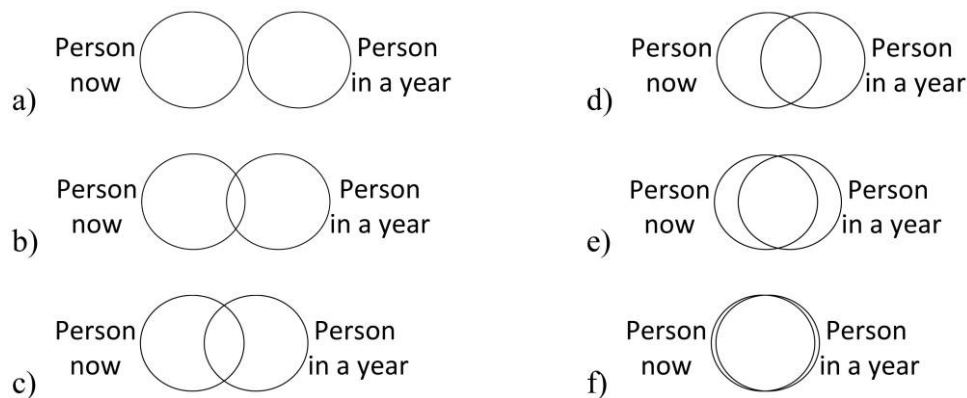 Person
now
Person
in a year
a)
Person
now
Person
in a year
b)
Person
now
Person
in a year
c)
Person
now
Person
in a year
d)
Person
now
Person
in a year
e)
Person
now
Person
in a year
f)